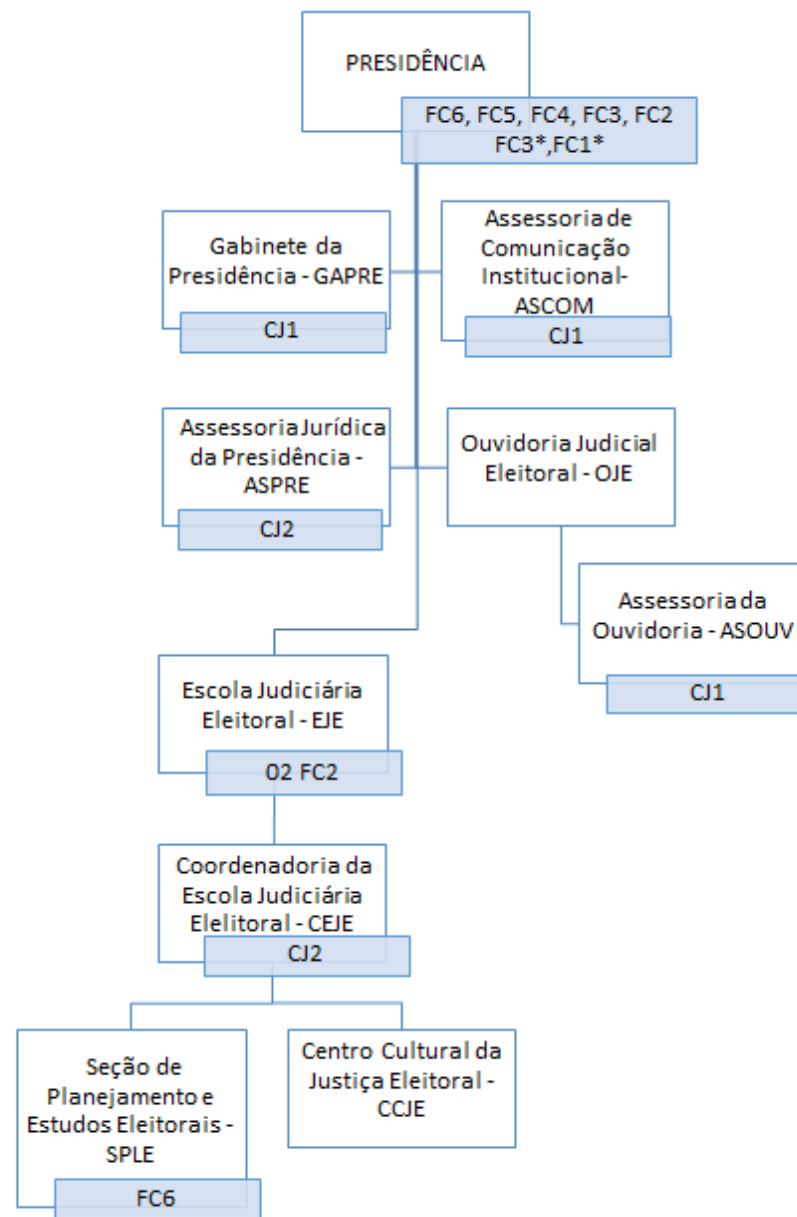 PRESIDÊNCIA
FC6, FC5, FC4, FC3, FC2
FC3*,FC1*
Gabinete da
Presidência - GAPRE
CJ1
Assessoria de
Comunicação
Institucional-
ASCOM
CJ1
Assessoria Jurídica
da Presidência -
ASPRE
CJ2
Ouvidoria Judicial
Eleitoral - OJE
Assessoria da
Ouvidoria - ASOUV
CJ1
Escola Judiciária
Eleitoral - EJE
02 FC2
Coordenadoria da
Escola Judiciária
Elelitoral - CEJE
CJ2
Seção de
Planejamento e
Estudos Eleitorais -
SPLE
FC6
Centro Cultural da
Justiça Eleitoral -
CCJE